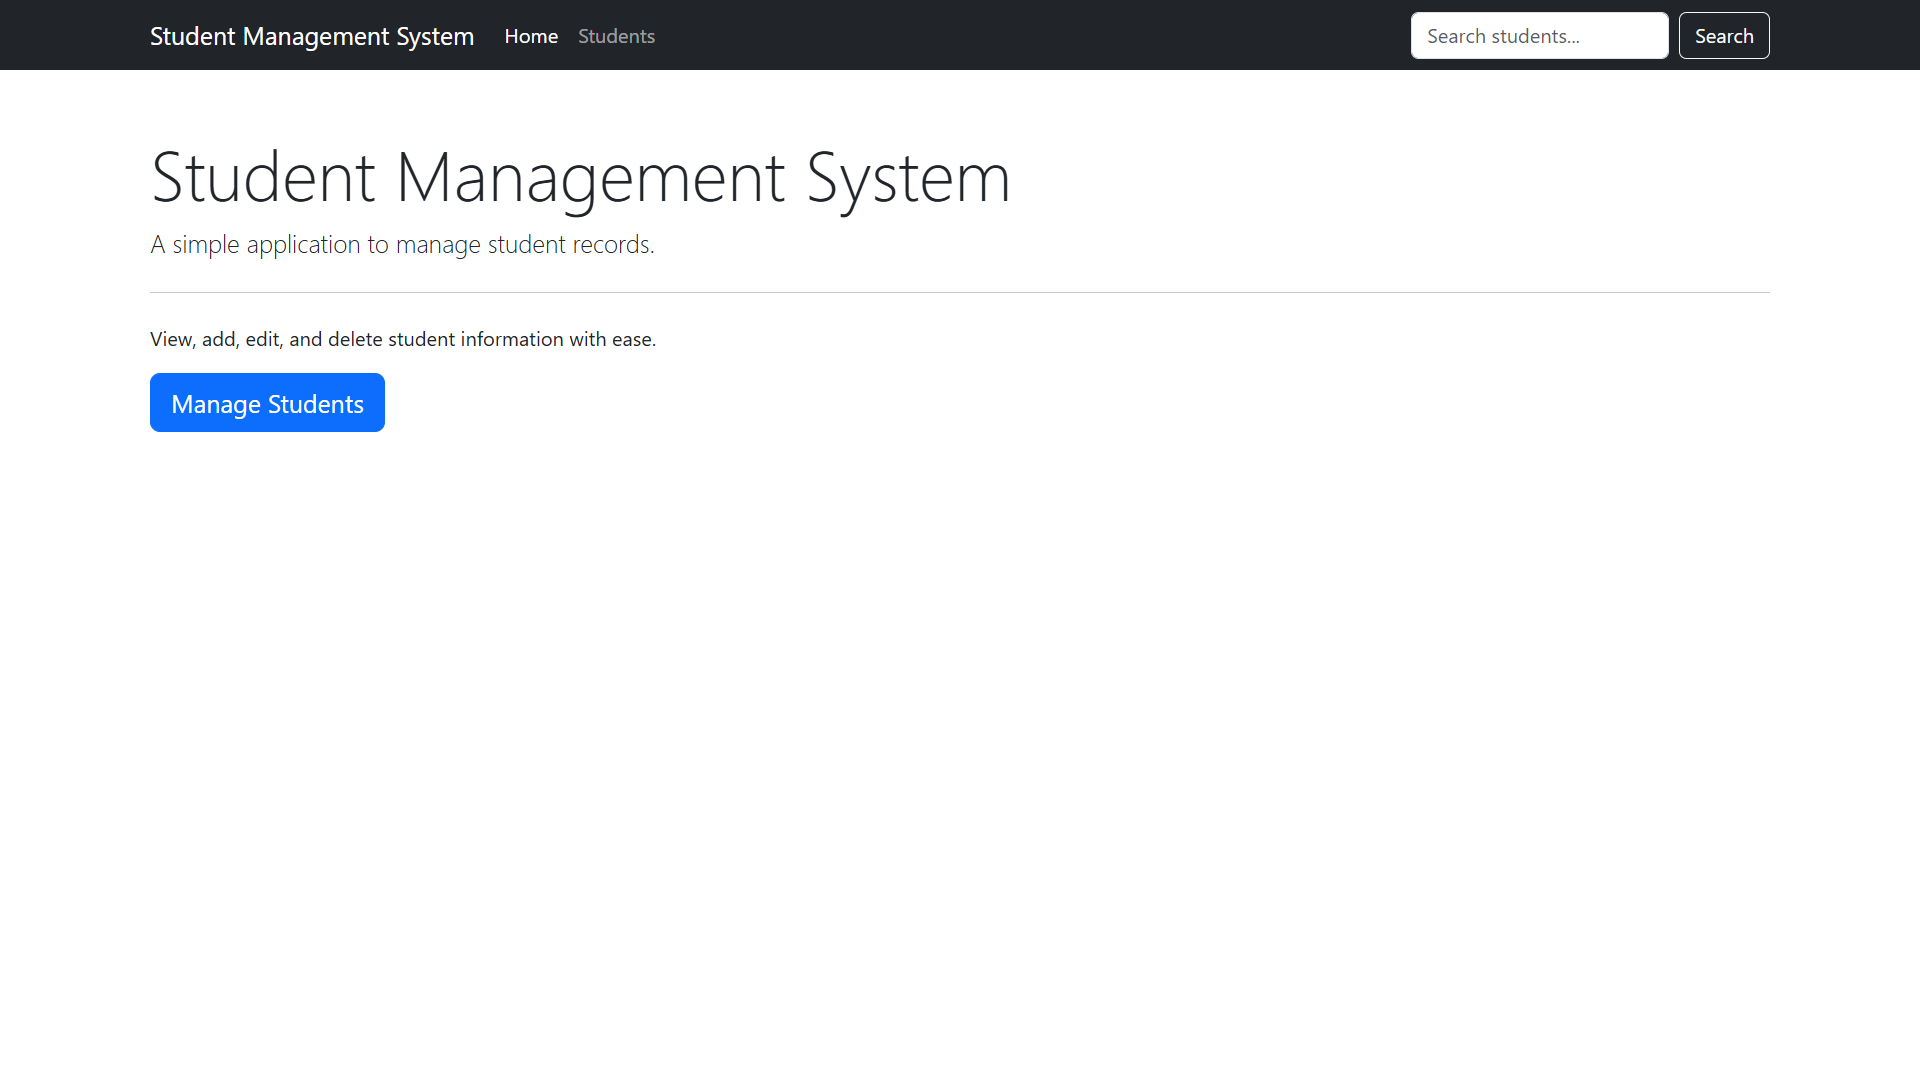 Student Management System Home Students Search students... Search
Student Management System
A simple application to manage student records.
View, add, edit, and delete student information with ease.
Manage Students